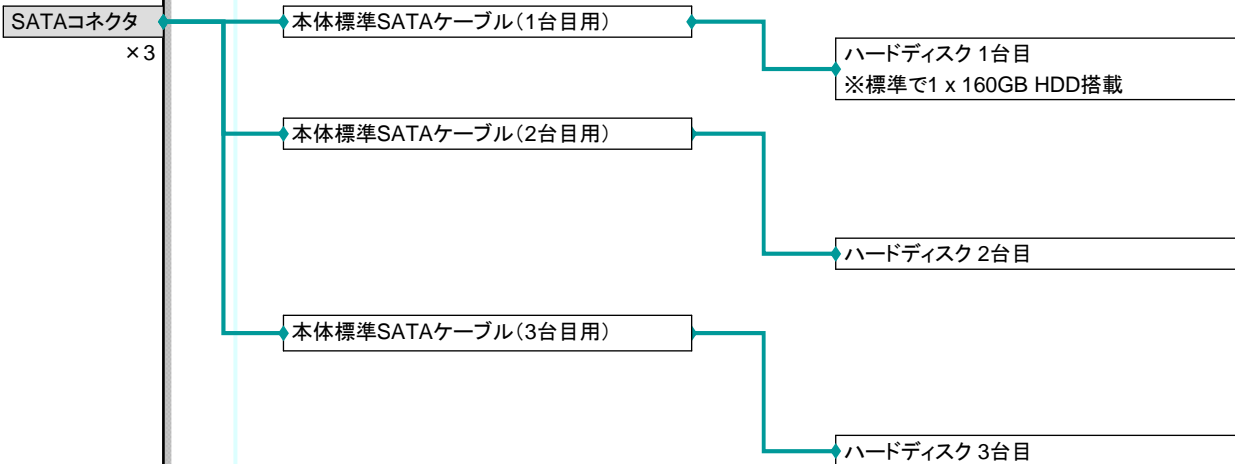 SATAコネクタ
×3
本体標準SATAケーブル（1台目用）
ハードディスク 1台目
※標準で1 x 160GB HDD搭載
本体標準SATAケーブル（2台目用）
ハードディスク 2台目
本体標準SATAケーブル（3台目用）
ハードディスク 3台目